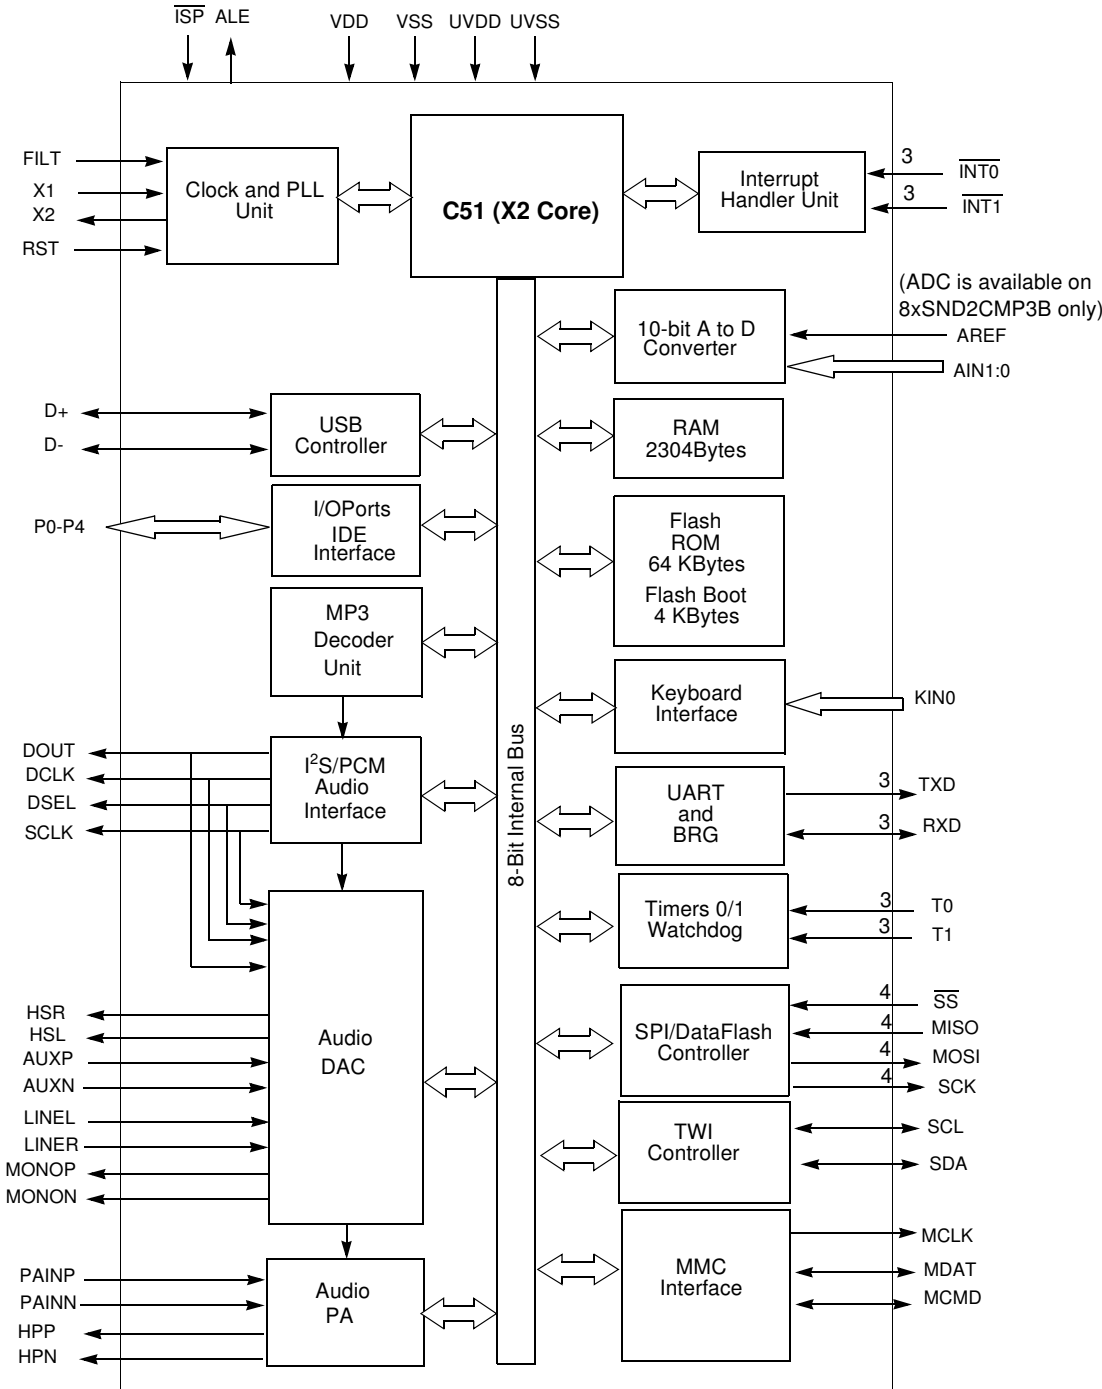 ISP ALE VDD VSS UVDD UVSS
FILT
X1
X2
RST
Clock and PLL
Unit
C51 (X2 Core)
Interrupt
Handler Unit
3
INT0
3
INT1
(ADC is available on
8xSND2CMP3B only)
10-bit A to D
Converter
AREF
AIN1:0
D+
D-
USB
Controller
RAM
2304Bytes
P0-P4
I/OPorts
IDE
Interface
Flash
ROM
64 KBytes
Flash Boot
4 KBytes
MP3
Decoder
Unit
Keyboard
Interface
KIN0
8-Bit Internal Bus
DOUT
DCLK
DSEL
SCLK
I2S/PCM
Audio
Interface
UART
and
BRG
3
TXD
3
RXD
Timers 0/1
Watchdog
3
T0
3
T1
HSR
HSL
AUXP
AUXN
LINEL
LINER
MONOP
MONON
Audio
DAC
SPI/DataFlash
Controller
4
SS
4
MISO
4
MOSI
4
SCK
TWI
Controller
SCL
SDA
PAINP
PAINN
HPP
HPN
Audio
PA
MMC
Interface
MCLK
MDAT
MCMD